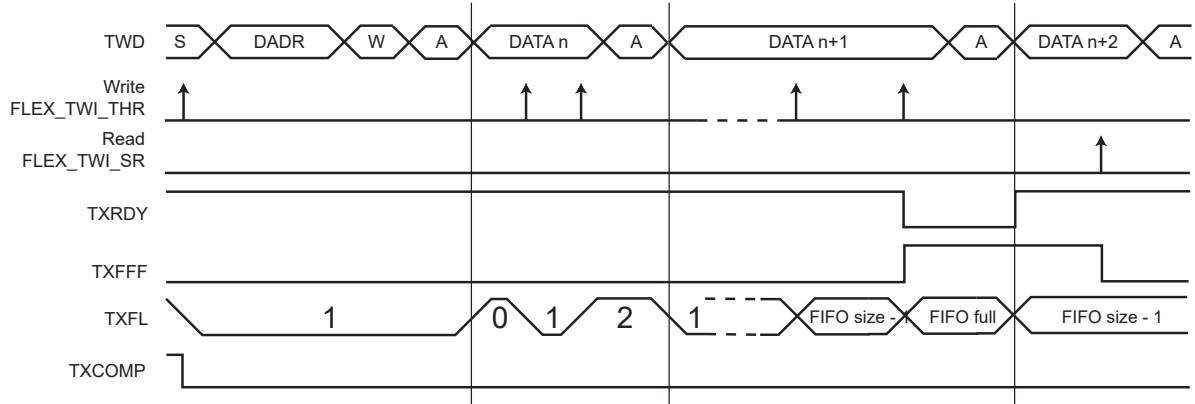 TWD S DADR W A DATA n A DATA n+1 A DATA n+2 A
Write
FLEX_TWI_THR
Read
FLEX_TWI_SR
TXRDY
TXFFF
TXFL 1 0 1 2 1 FIFO size - 1 FIFO full FIFO size - 1
TXCOMP